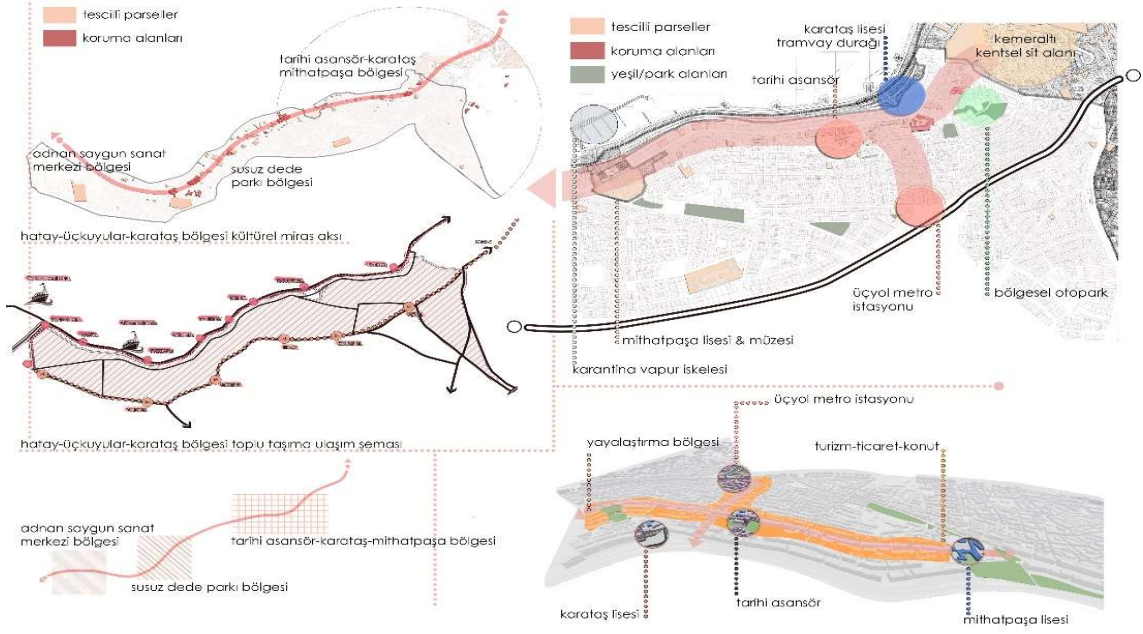 tescilli parseller
koruma alanları
tarihi asansör-karataş
mithatpaşa bölgesi
adnan saygun sanat
merkezi bölgesi
susuz dede
parkı bölgesi
hatay-üçkuyular-karataş bölgesi kültürel miras aksı
hatay-üçkuyular-karataş bölgesi toplu taşıma ulaşım şeması
adnan saygun sanat
merkezi bölgesi
tarihi asansör-karataş-mithatpaşa bölgesi
susuz dede parkı bölgesi
tescilli parseller
koruma alanları
yeşil/park alanları
karataş lisesi
tramvay durağı
tarihi asansör
kemeraltı
kentsel sit alanı
üçyol metro
istasyonu
bölgesel otopark
mithatpaşa lisesi & müzesi
karantina vapur iskelesi
üçyol metro istasyonu
yayalaştırma bölgesi
turizm-ticaret-konut
karataş lisesi
tarihi asansör
mithatpaşa lisesi